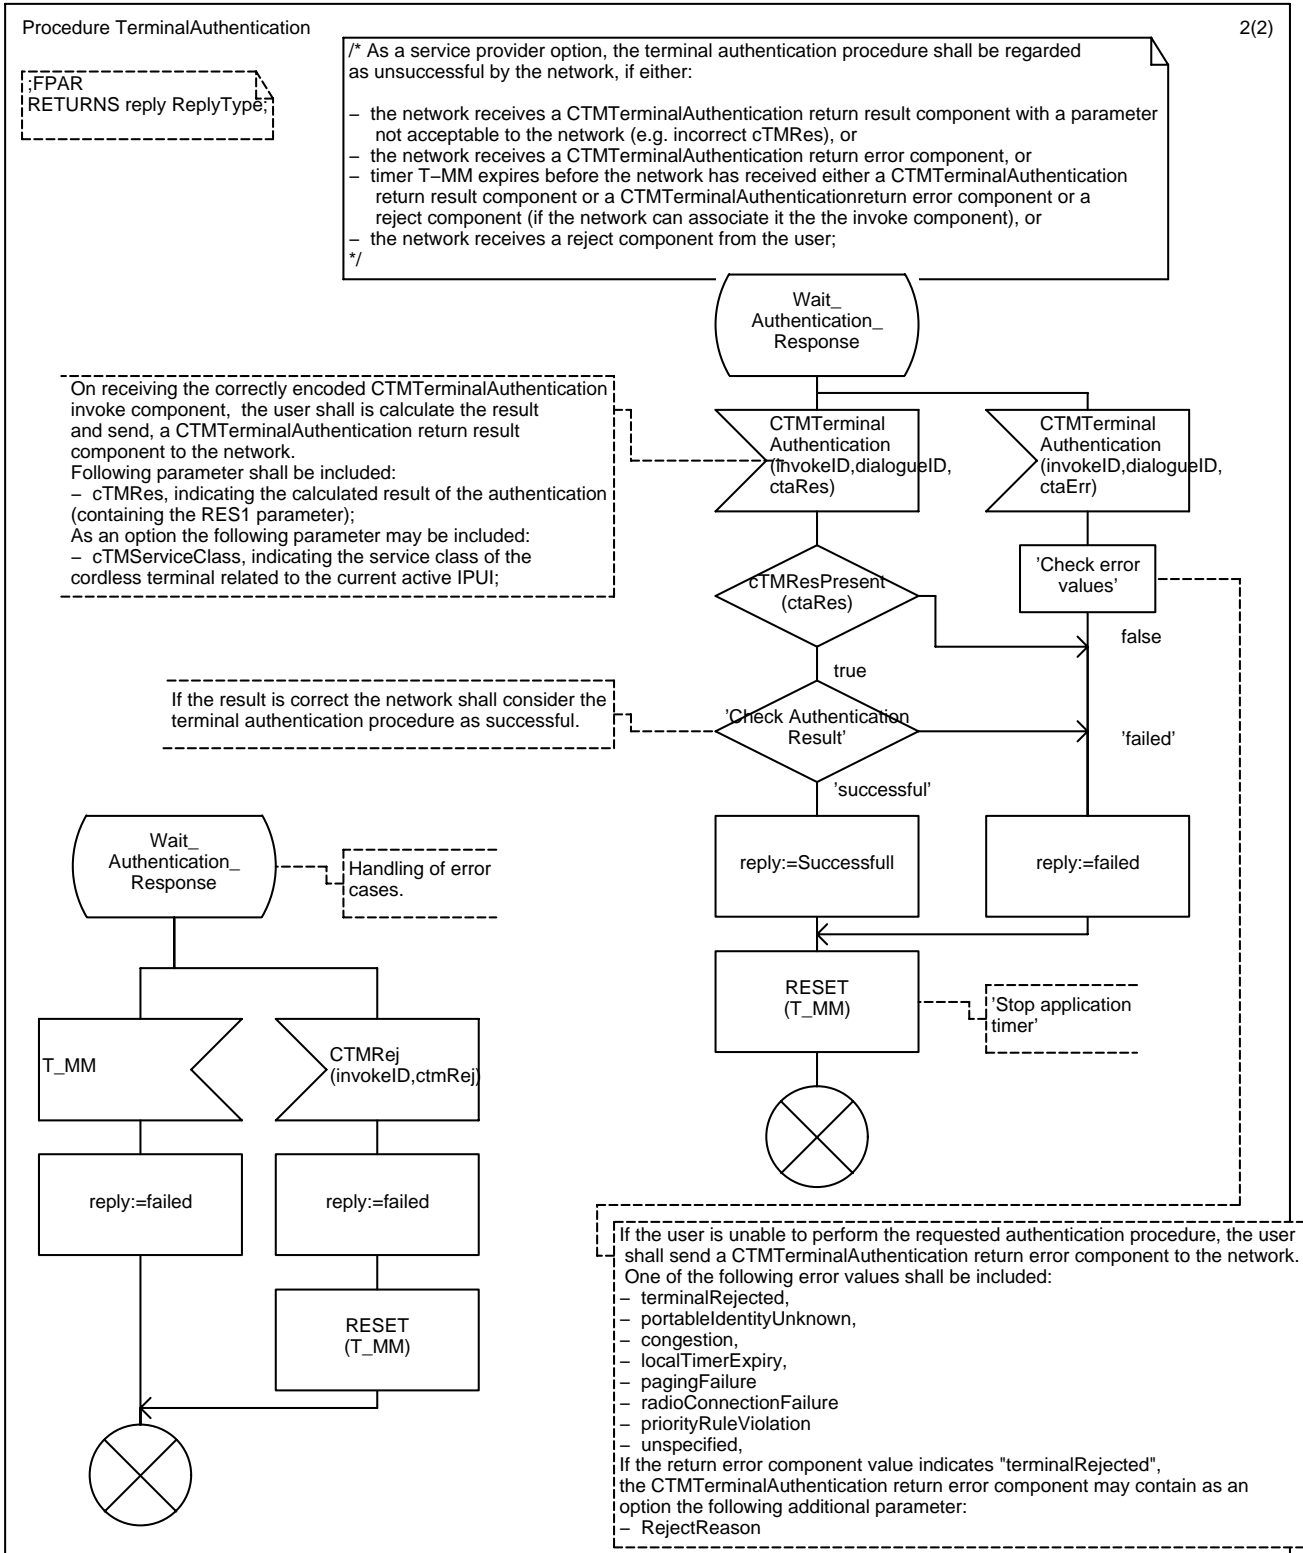 Procedure TerminalAuthentication
2(2)
;FPAR
RETURNS reply ReplyType;
/* As a service provider option, the terminal authentication procedure shall be regarded
as unsuccessful by the network, if either:
– the network receives a CTMTerminalAuthentication return result component with a parameter
not acceptable to the network (e.g. incorrect cTMRes), or
– the network receives a CTMTerminalAuthentication return error component, or
– timer T–MM expires before the network has received either a CTMTerminalAuthentication
return result component or a CTMTerminalAuthenticationreturn error component or a
reject component (if the network can associate it the the invoke component), or
– the network receives a reject component from the user;
*/
Wait_
Authentication_
Response
On receiving the correctly encoded CTMTerminalAuthentication
invoke component, the user shall is calculate the result
and send, a CTMTerminalAuthentication return result
component to the network.
Following parameter shall be included:
– cTMRes, indicating the calculated result of the authentication
(containing the RES1 parameter);
As an option the following parameter may be included:
– cTMServiceClass, indicating the service class of the
cordless terminal related to the current active IPUI;
CTMTerminal
Authentication
(invokeID,dialogueID,
ctaRes)
CTMTerminal
Authentication
(invokeID,dialogueID,
ctaErr)
cTMResPresent
(ctaRes)
'Check error
values'
false
true
If the result is correct the network shall consider the
terminal authentication procedure as successful.
'Check Authentication
Result'
'failed'
'successful'
Wait_
Authentication_
Response
Handling of error
cases.
reply:=Successfull
reply:=failed
RESET
(T_MM)
'Stop application
timer'
T_MM
CTMRej
(invokeID,ctmRej)
reply:=failed
reply:=failed
RESET
(T_MM)
If the user is unable to perform the requested authentication procedure, the user
shall send a CTMTerminalAuthentication return error component to the network.
One of the following error values shall be included:
– terminalRejected,
– portableIdentityUnknown,
– congestion,
– localTimerExpiry,
– pagingFailure
– radioConnectionFailure
– priorityRuleViolation
– unspecified,
If the return error component value indicates "terminalRejected",
the CTMTerminalAuthentication return error component may contain as an
option the following additional parameter:
– RejectReason